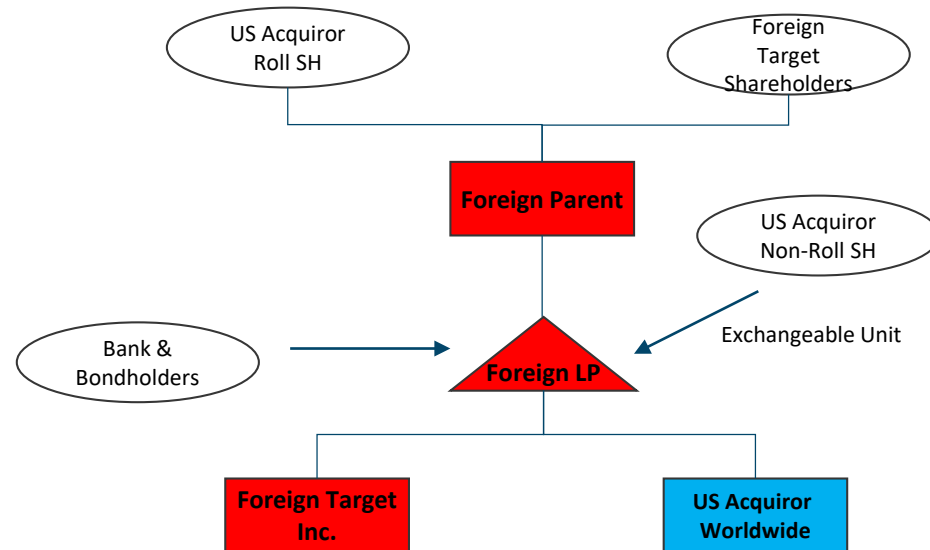 US Acquiror
Roll SH
Foreign
Target
Shareholders
Foreign Parent
US Acquiror
Non-Roll SH
Exchangeable Unit
Bank &
Bondholders
Foreign LP
Foreign Target
Inc.
US Acquiror
Worldwide